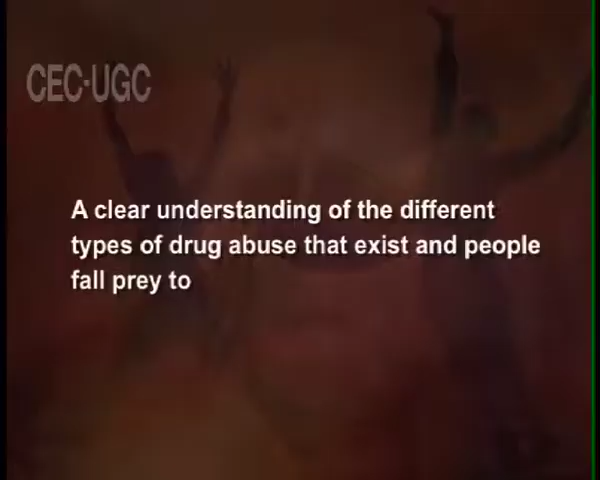 CEC-UGC
A clear understanding of the different
types of drug abuse that exist and people
fall prey to